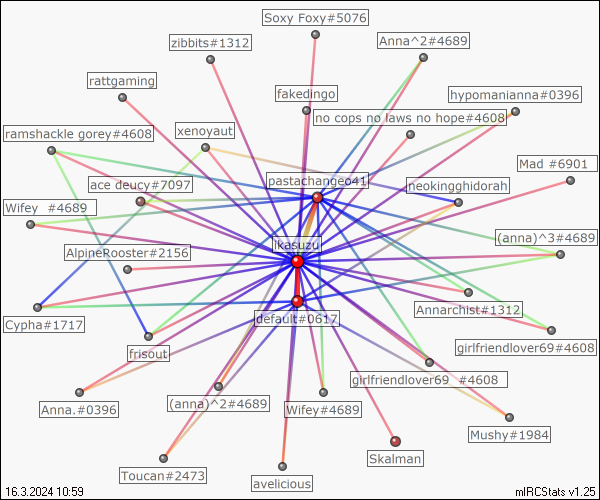 Soxy Foxy#5076
zibbits#1312
Anna^2#4689
rattgaming
fakedingo
hypomanianna#0396
ramshackle gorey#4608
xenoyaut
no cops no laws no hope#4608
Mad #6901
ace deucy#7097
pastachangeo41
neokingghidorah
Wifey #4689
ikasuzu
(anna)^3#4689
AlpineRooster#2156
Annarchist#1312
Cypha#1717
default#0617
frisout
girlfriendlover69#4608
girlfriendlover69 #4608
Anna.#0396
(anna)^2#4689
Wifey#4689
Mushy#1984
Skalman
Toucan#2473
avelicious
16.3.2024 10:59
mIRCStats v1.25